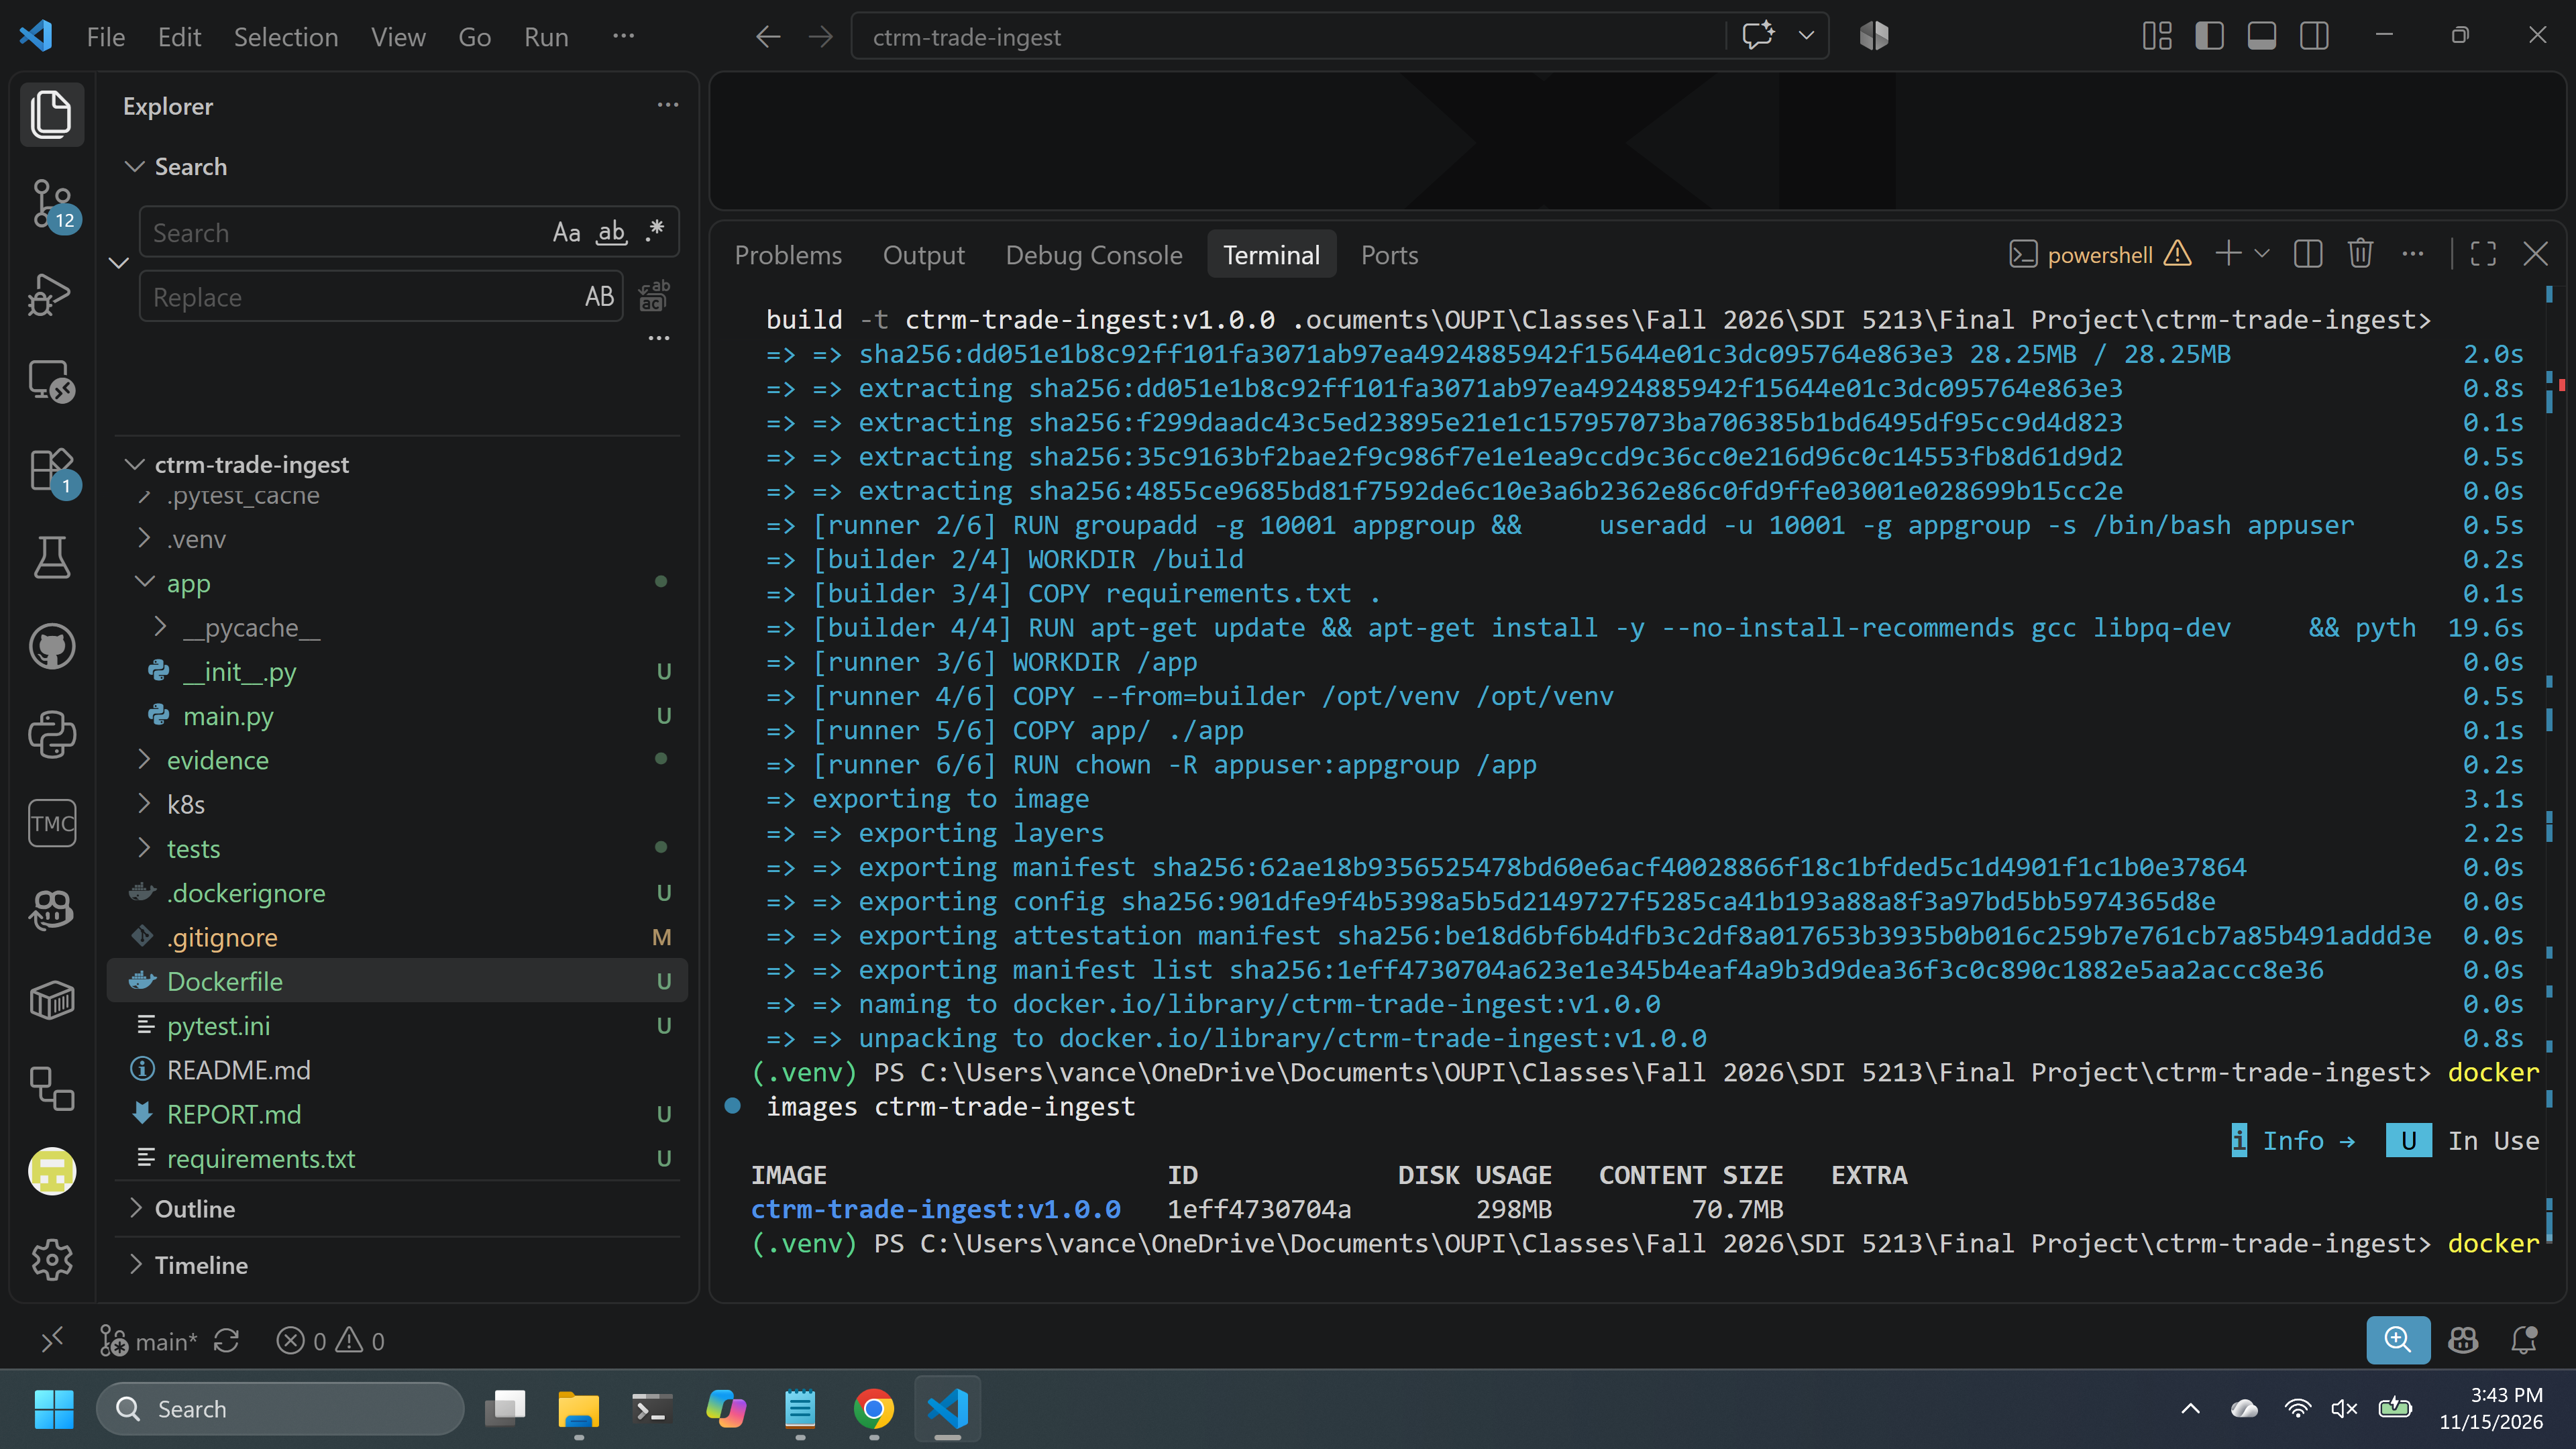 File Edit Selection View Go Run ···
ctrm-trade-ingest
Explorer
Search
Search Aa ab .*
Replace AB
ctrm-trade-ingest
.pytest_cache
.venv
app
__pycache__
__init__.py U
main.py U
evidence
k8s
tests
.dockerignore U
.gitignore M
Dockerfile U
pytest.ini U
README.md
REPORT.md U
requirements.txt U
Outline
Timeline
12
1
TMC
Problems Output Debug Console Terminal Ports
powershell
build -t ctrm-trade-ingest:v1.0.0 .ocuments\OUPI\Classes\Fall 2026\SDI 5213\Final Project\ctrm-trade-ingest>
=> => sha256:dd051e1b8c92ff101fa3071ab97ea4924885942f15644e01c3dc095764e863e3 28.25MB / 28.25MB 2.0s
=> => extracting sha256:dd051e1b8c92ff101fa3071ab97ea4924885942f15644e01c3dc095764e863e3 0.8s
=> => extracting sha256:f299daadc43c5ed23895e21e1c157957073ba706385b1bd6495df95cc9d4d823 0.1s
=> => extracting sha256:35c9163bf2bae2f9c986f7e1e1ea9ccd9c36cc0e216d96c0c14553fb8d61d9d2 0.5s
=> => extracting sha256:4855ce9685bd81f7592de6c10e3a6b2362e86c0fd9ffe03001e028699b15cc2e 0.0s
=> [runner 2/6] RUN groupadd -g 10001 appgroup &&     useradd -u 10001 -g appgroup -s /bin/bash appuser 0.5s
=> [builder 2/4] WORKDIR /build 0.2s
=> [builder 3/4] COPY requirements.txt . 0.1s
=> [builder 4/4] RUN apt-get update && apt-get install -y --no-install-recommends gcc libpq-dev     && pyth 19.6s
=> [runner 3/6] WORKDIR /app 0.0s
=> [runner 4/6] COPY --from=builder /opt/venv /opt/venv 0.5s
=> [runner 5/6] COPY app/ ./app 0.1s
=> [runner 6/6] RUN chown -R appuser:appgroup /app 0.2s
=> exporting to image 3.1s
=> => exporting layers 2.2s
=> => exporting manifest sha256:62ae18b9356525478bd60e6acf40028866f18c1bfded5c1d4901f1c1b0e37864 0.0s
=> => exporting config sha256:901dfe9f4b5398a5b5d2149727f5285ca41b193a88a8f3a97bd5bb5974365d8e 0.0s
=> => exporting attestation manifest sha256:be18d6bf6b4dfb3c2df8a017653b3935b0b016c259b7e761cb7a85b491addd3e 0.0s
=> => exporting manifest list sha256:1eff4730704a623e1e345b4eaf4a9b3d9dea36f3c0c890c1882e5aa2accc8e36 0.0s
=> => naming to docker.io/library/ctrm-trade-ingest:v1.0.0 0.0s
=> => unpacking to docker.io/library/ctrm-trade-ingest:v1.0.0 0.8s
(.venv) PS C:\Users\vance\OneDrive\Documents\OUPI\Classes\Fall 2026\SDI 5213\Final Project\ctrm-trade-ingest> docker
images ctrm-trade-ingest
i Info → U In Use
IMAGE ID DISK USAGE CONTENT SIZE EXTRA
ctrm-trade-ingest:v1.0.0 1eff4730704a 298MB 70.7MB
(.venv) PS C:\Users\vance\OneDrive\Documents\OUPI\Classes\Fall 2026\SDI 5213\Final Project\ctrm-trade-ingest> docker
main* 0 0
Search
3:43 PM
11/15/2026